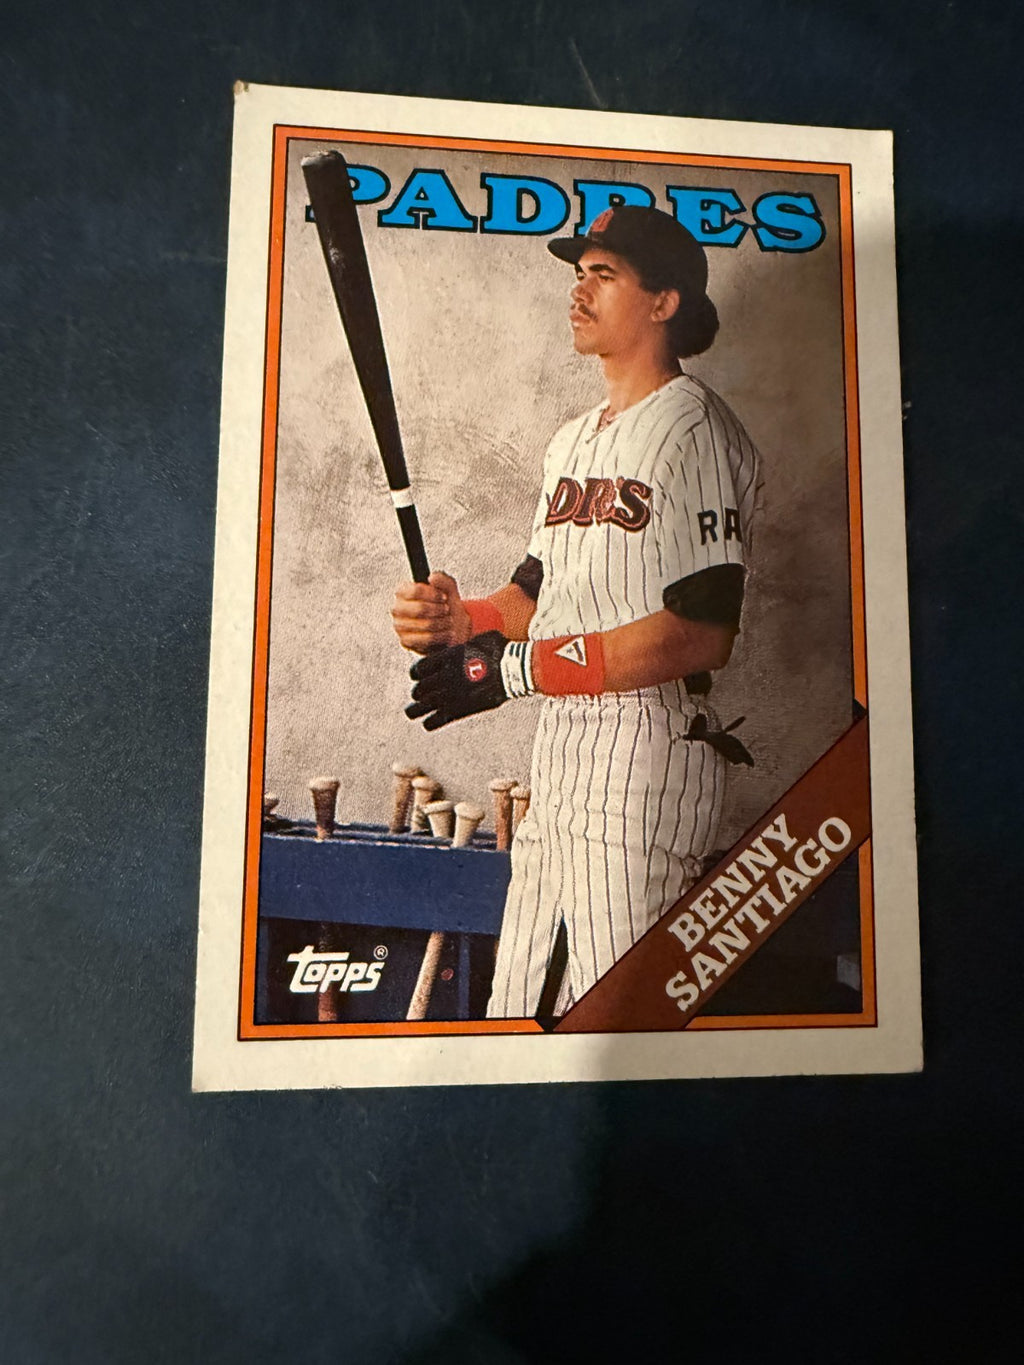 PADRES
DRES
RA
L
BENNY
SANTIAGO
topps®